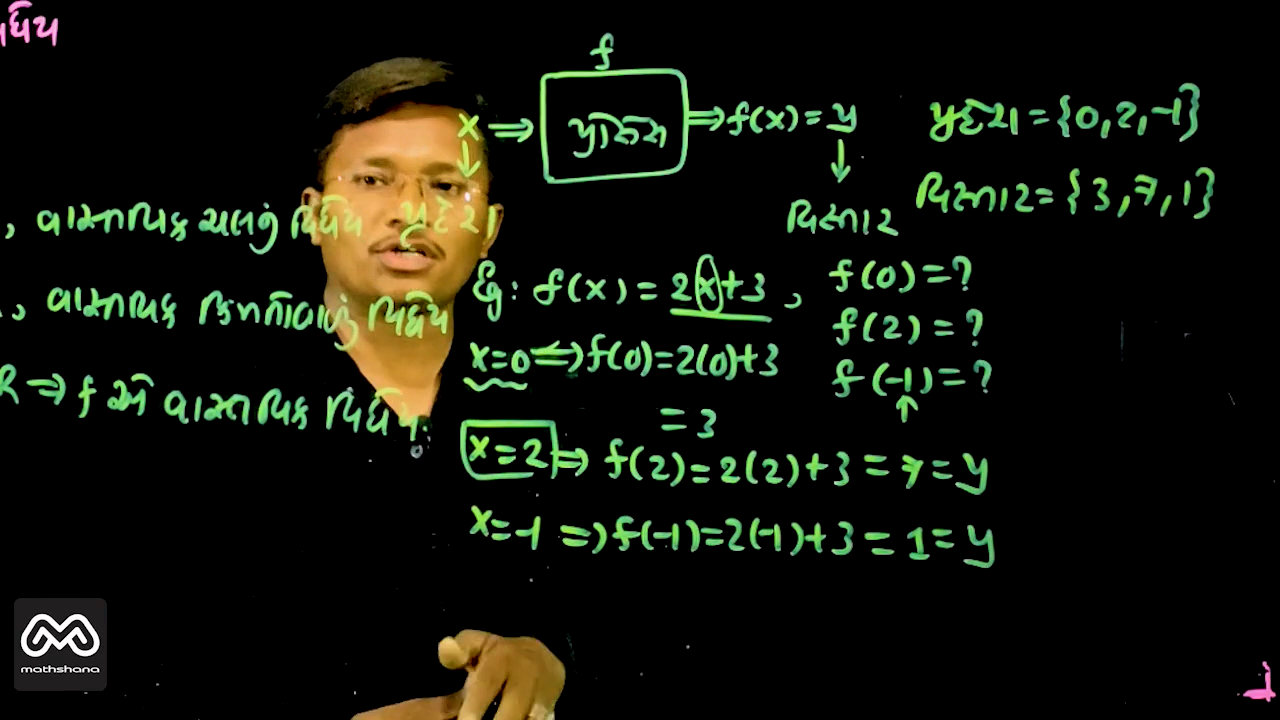 f
x ⇒ પ્રક્રિયા ⇒ f(x) = y
પ્રદેશ = {0, 2, -1}
વિસ્તાર
વિસ્તાર = {3, 7, 1}
, વાસ્તવિક ચલનું વિધેય
પ્રદેશ
, વાસ્તવિક કિંમતોવાળું વિધેય
R ⇒ f એ વાસ્તવિક વિધેય.
Eg: f(x) = 2x+3 ,
f(0) = ?
f(2) = ?
f(-1) = ?
x=0 ⇒ f(0) = 2(0)+3
= 3
x=2 ⇒ f(2) = 2(2)+3 = 7 = y
x=-1 ⇒ f(-1) = 2(-1)+3 = 1 = y
mathshana